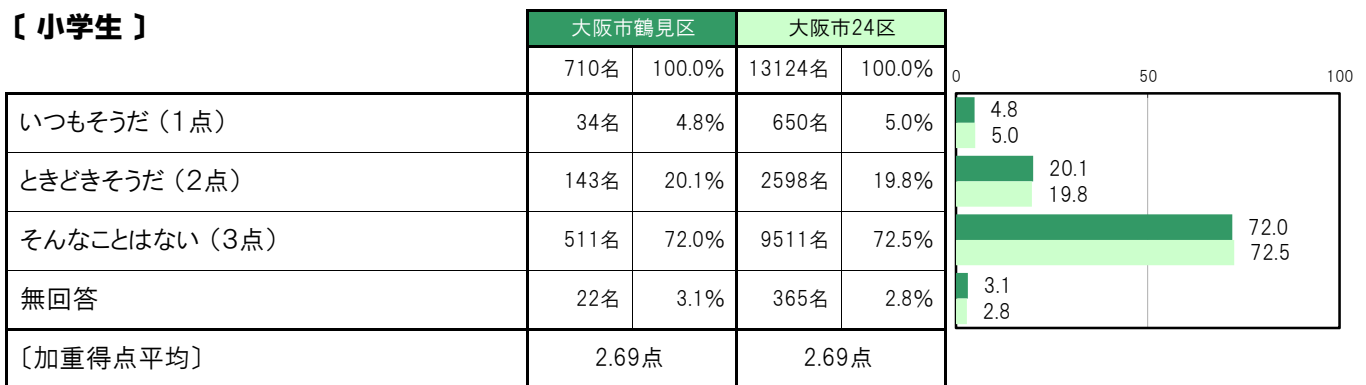 〔 小学生 〕
大阪市鶴見区 大阪市24区
710名 100.0% 13124名 100.0%
0 50 100
いつもそうだ（1点） 34名 4.8% 650名 5.0%
4.8
5.0
ときどきそうだ（2点） 143名 20.1% 2598名 19.8%
20.1
19.8
そんなことはない（3点） 511名 72.0% 9511名 72.5%
72.0
72.5
無回答 22名 3.1% 365名 2.8%
3.1
2.8
〔加重得点平均〕 2.69点 2.69点